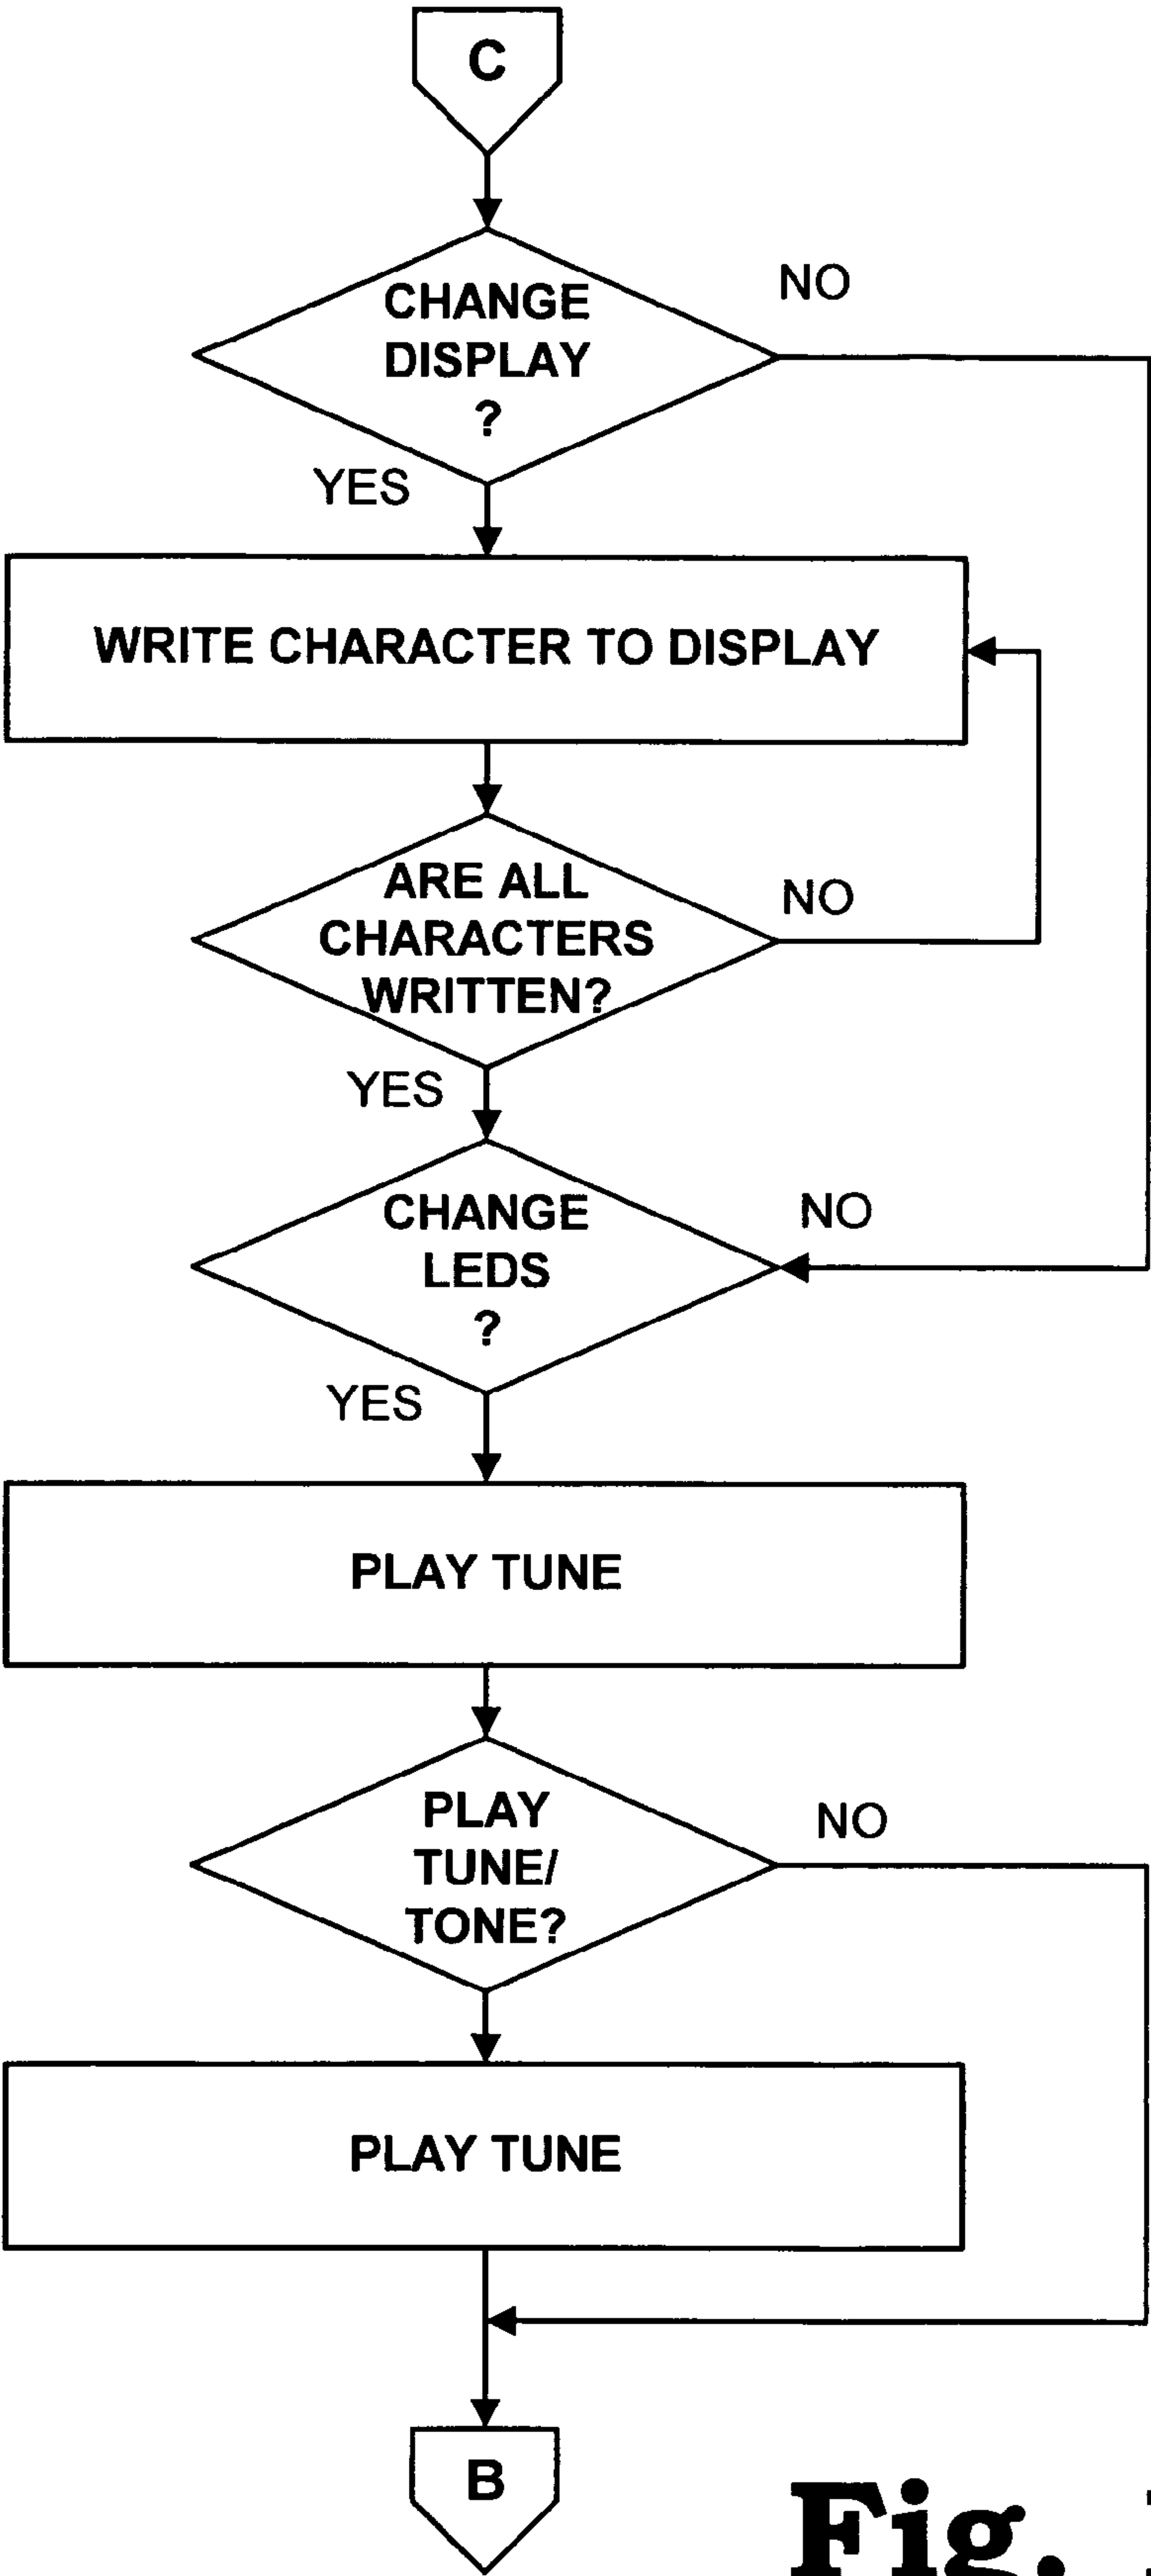 C
CHANGE
DISPLAY
?
NO
YES
WRITE CHARACTER TO DISPLAY
ARE ALL
CHARACTERS
WRITTEN?
NO
YES
CHANGE
LEDS
?
NO
YES
PLAY TUNE
PLAY
TUNE/
TONE?
NO
PLAY TUNE
B
Fig.